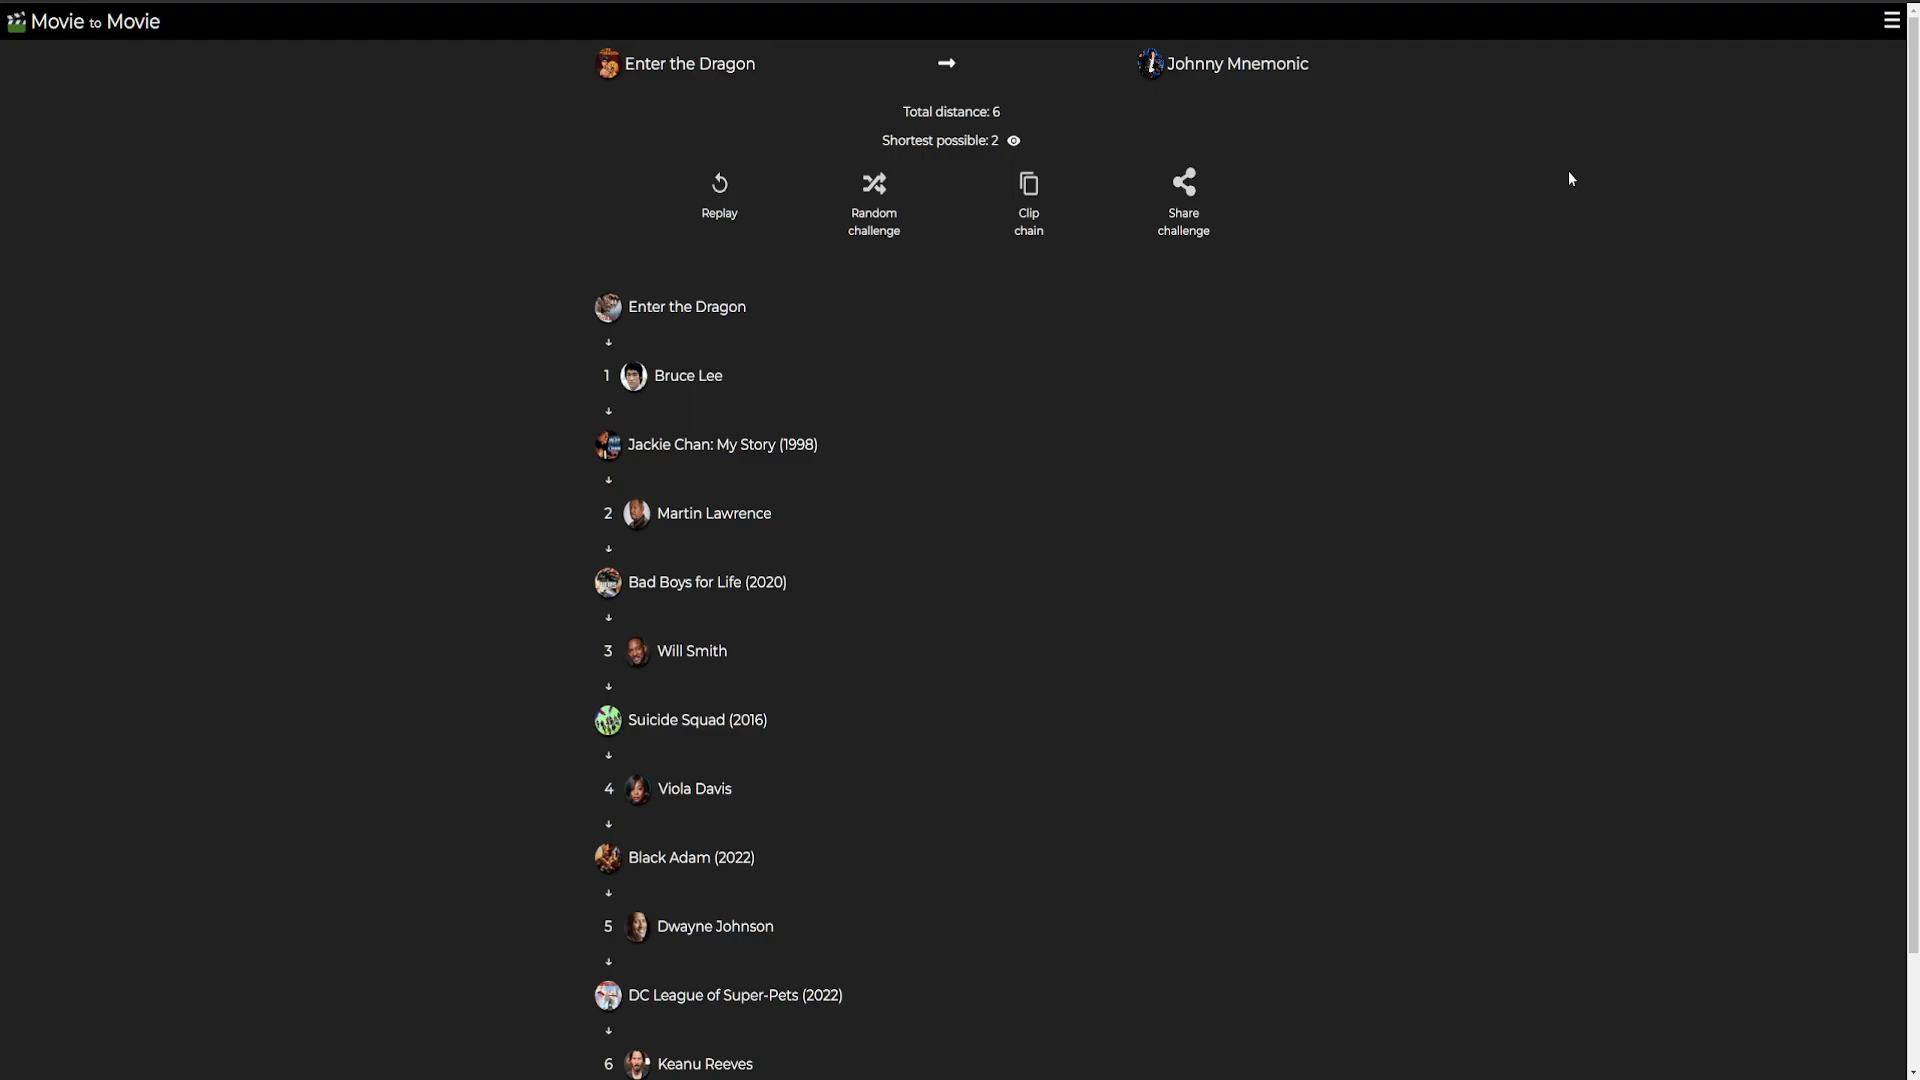 Movie to Movie
Enter the Dragon → Johnny Mnemonic
Total distance: 6
Shortest possible: 2
Replay
Random challenge
Clip chain
Share challenge
Enter the Dragon
↓
1 Bruce Lee
↓
Jackie Chan: My Story (1998)
↓
2 Martin Lawrence
↓
Bad Boys for Life (2020)
↓
3 Will Smith
↓
Suicide Squad (2016)
↓
4 Viola Davis
↓
Black Adam (2022)
↓
5 Dwayne Johnson
↓
DC League of Super-Pets (2022)
↓
6 Keanu Reeves